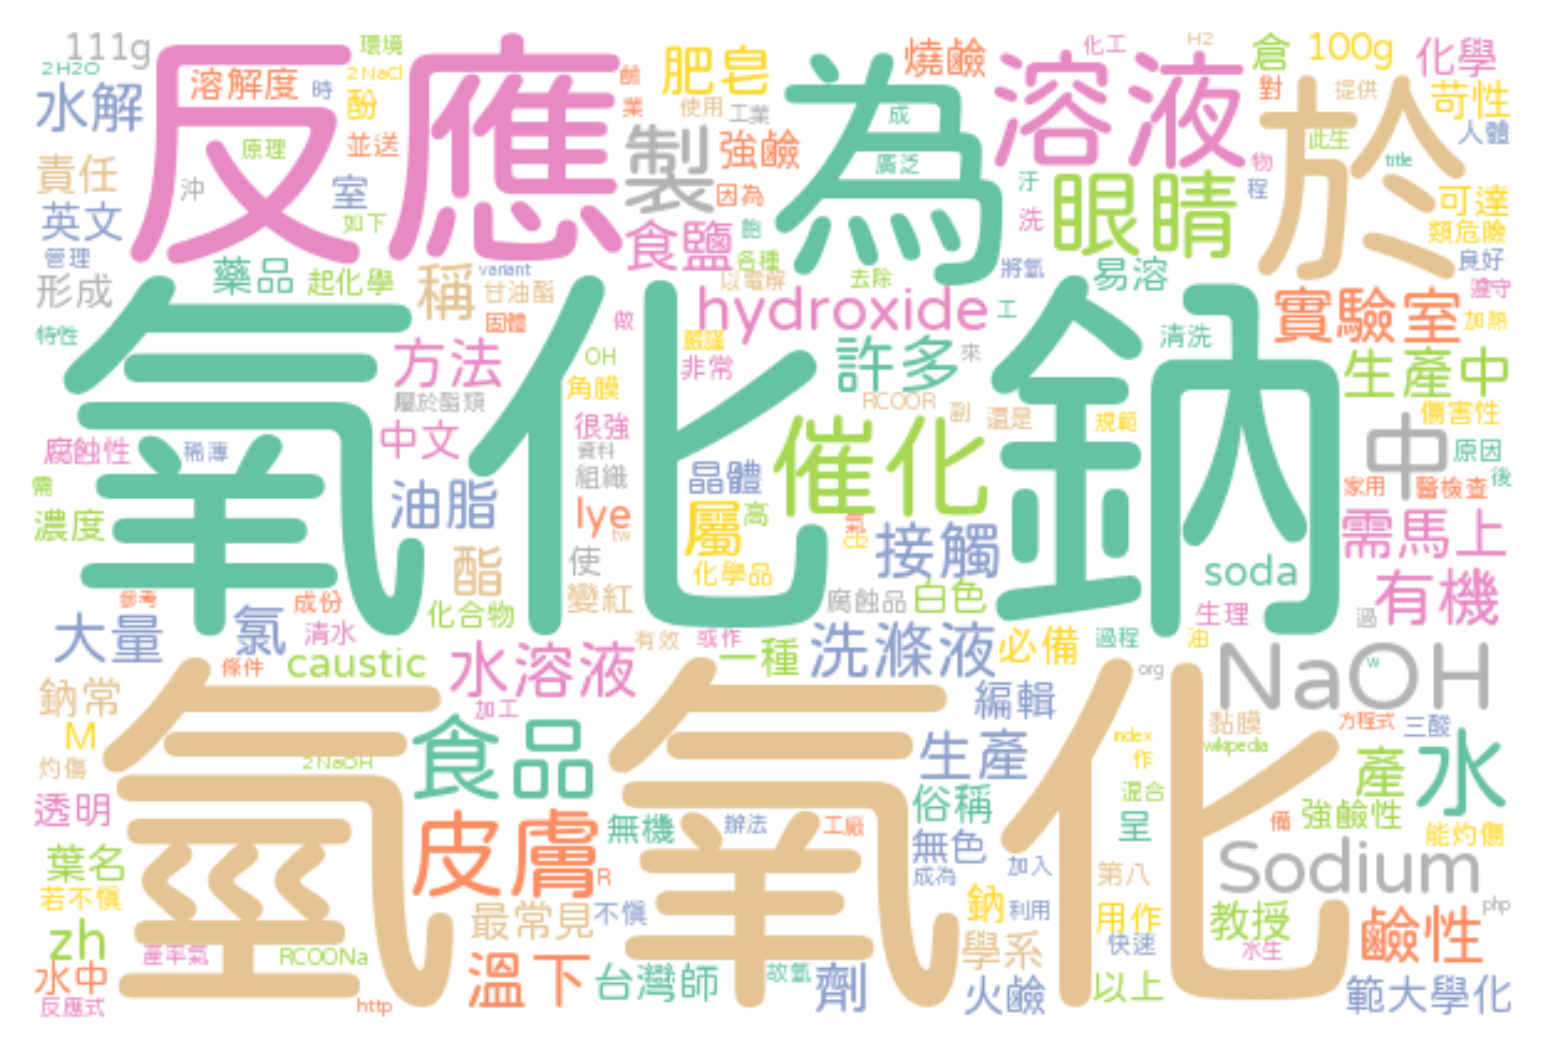 111g
環境
2H2O
2NaCl
水解
溶解度
時
酚
原理
並送
責任
沖
室
英文
如下
管理
反應
鹼
業
肥皂
使用
工業
製
強鹼
因為
食鹽
飽
各種
以電解
為
成
廣泛
去除
燒鹼
化工
H2
溶液
倉
100g
化學
對
提供
苛性
人體
此生
title
於
物
程
汙
洗
眼睛
可達
類危險
良好
將氫
易溶
形成
藥品
起化學
稱
variant
甘油酯
固體
做
hydroxide
工
實驗室
遵守
加熱
特性
清洗
嚴謹
非常
許多
來
生產中
方法
OH
角膜
屬於酯類
RCOOR
副
還是
規範
傷害性
氧化鈉
中文
很強
資料
組織
腐蝕性
稀薄
中
原因
後
需
晶體
催化
家用
醫檢查
濃度
油脂
lye
tw
屬
高
氣
Cl2
接觸
需馬上
酯
使
化學品
soda
有機
參考
成份
變紅
腐蝕品
白色
生理
過
大量
氯
清水
化合物
有效
或作
一種
洗滌液
必備
過程
油
條件
caustic
水溶液
org
NaOH
w
鈉常
加工
編輯
黏膜
方程式
三酸
M
2NaOH
食品
生產
index
作
wikipedia
產
水
灼傷
氫
氧化
透明
俗稱
混合
呈
備
強鹼性
能灼傷
皮膚
無機
辦法
工廠
無色
成為
加入
第八
Sodium
葉名
R
若不慎
最常見
不慎
鈉
利用
用作
教授
php
zh
產率氣
RCOONa
學系
快速
水生
鹼性
水中
溫下
台灣師
故氫
劑
火鹼
以上
範大學化
反應式
http